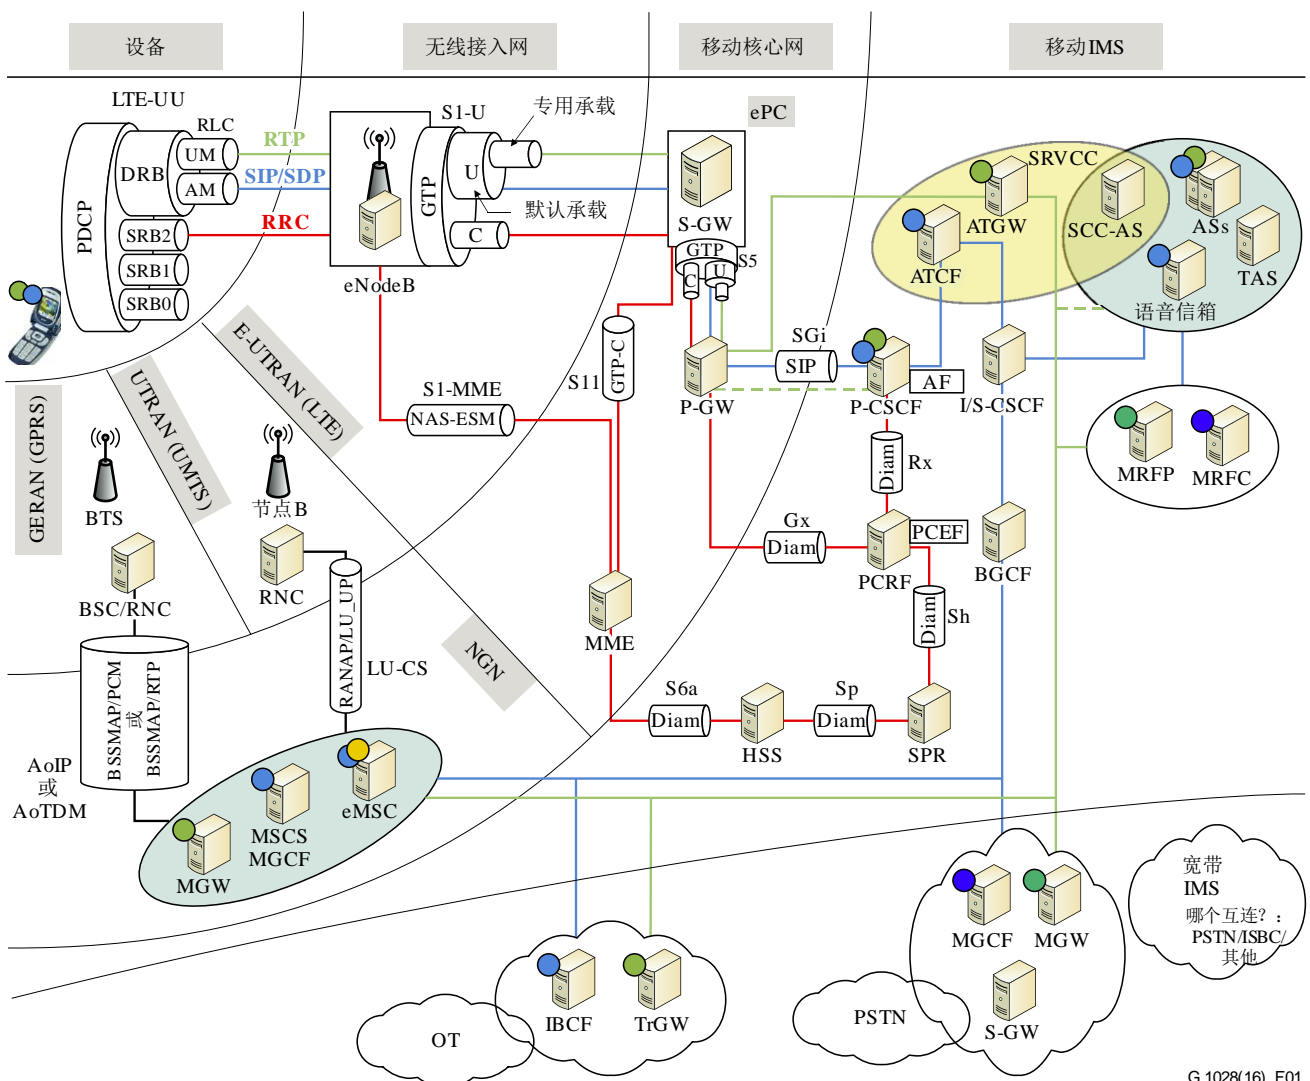 设备
无线接入网
移动核心网
移动IMS
LTE-UU
RLC
PDCP
DRB
UM
AM
SRB2
SRB1
SRB0
RTP
SIP/SDP
RRC
S1-U
专用承载
GTP
U
默认承载
C
eNodeB
ePC
S-GW
GTP
S5
C
U
SRVCC
ATGW
ATCF
SCC-AS
ASs
TAS
语音信箱
E-UTRAN (LTE)
UTRAN (UMTS)
GERAN (GPRS)
NGN
S11
GTP-C
S1-MME
NAS-ESM
P-GW
SGi
SIP
P-CSCF
AF
I/S-CSCF
MRFP
MRFC
BTS
节点B
BSC/RNC
RNC
RANAP/LU_UP
LU-CS
BSSMAP/PCM
或
BSSMAP/RTP
AoIP
或
AoTDM
MME
Rx
Diam
Gx
Diam
PCEF
PCRF
BGCF
Diam
Sh
S6a
Diam
HSS
Sp
Diam
SPR
eMSC
MSCS
MGCF
MGW
IBCF
TrGW
OT
MGCF
MGW
S-GW
PSTN
宽带
IMS
哪个互连？：
PSTN/ISBC/
其他
G.1028(16)_F01